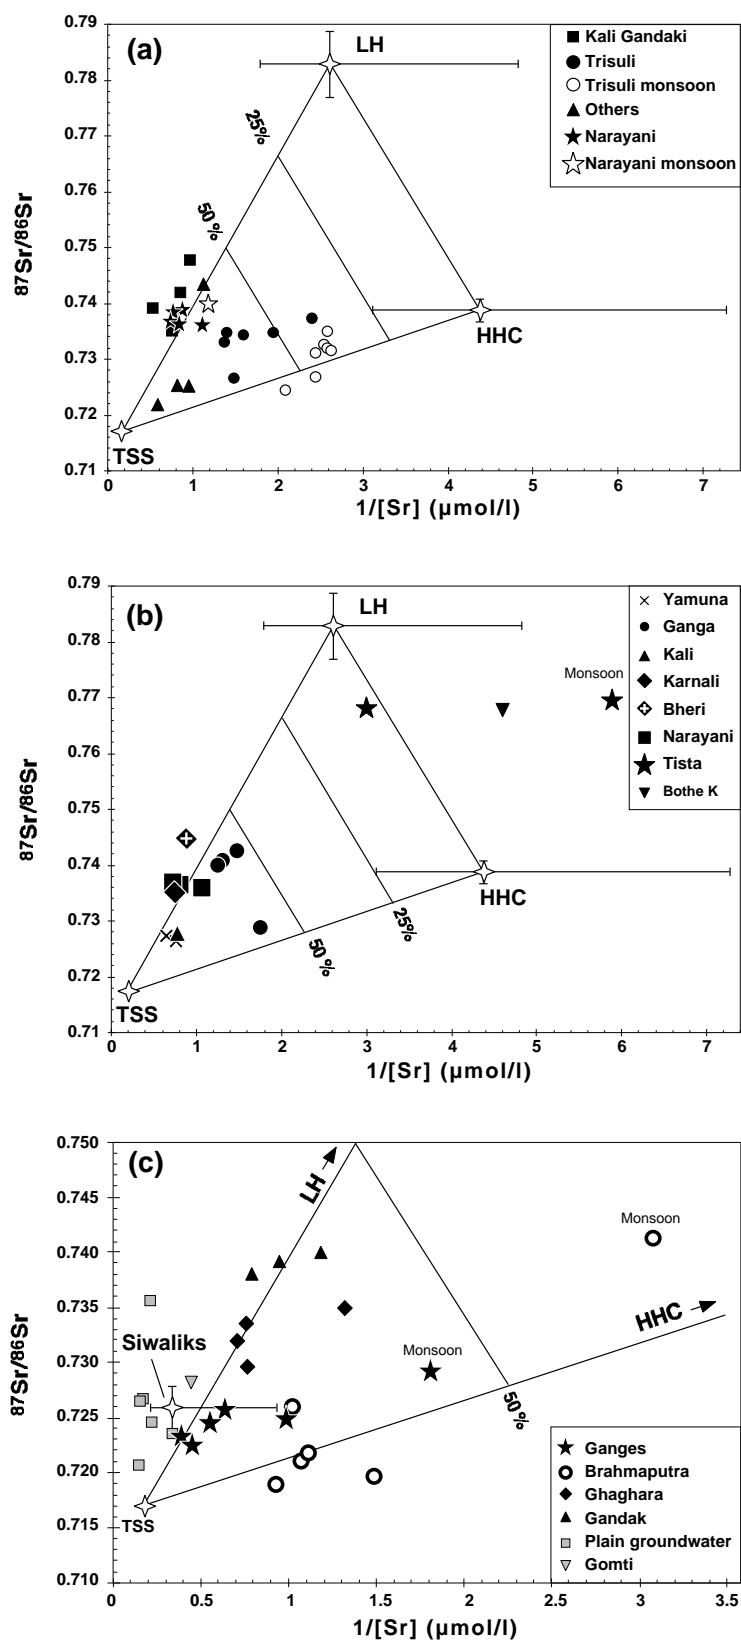 (a)
LH
HHC
TSS
25%
50 %
Kali Gandaki
Trisuli
Trisuli monsoon
Others
Narayani
Narayani monsoon
0.79
0.78
0.77
0.76
0.75
0.74
0.73
0.72
0.71
87Sr/86Sr
0 1 2 3 4 5 6 7
1/[Sr] (µmol/l)
(b)
LH
HHC
TSS
Monsoon
50 %
25%
Yamuna
Ganga
Kali
Karnali
Bheri
Narayani
Tista
Bothe K
0.79
0.78
0.77
0.76
0.75
0.74
0.73
0.72
0.71
87Sr/86Sr
0 1 2 3 4 5 6 7
1/[Sr] (µmol/l)
(c)
LH
HHC
Monsoon
Siwaliks
Monsoon
50 %
TSS
Ganges
Brahmaputra
Ghaghara
Gandak
Plain groundwater
Gomti
0.750
0.745
0.740
0.735
0.730
0.725
0.720
0.715
0.710
87Sr/86Sr
0 0.5 1 1.5 2 2.5 3 3.5
1/[Sr] (µmol/l)